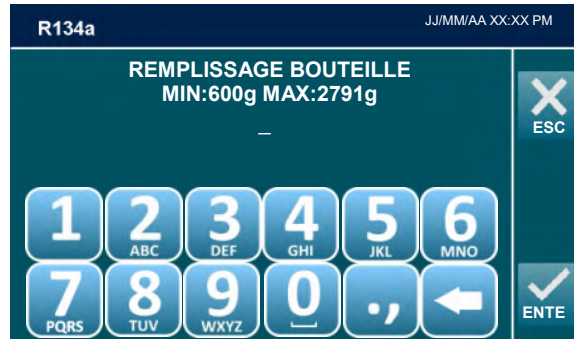 R134a
JJ/MM/AA XX:XX PM
REMPLISSAGE BOUTEILLE
MIN:600g MAX:2791g
_
ESC
1 2 3 4 5 6
ABC DEF GHI JKL MNO
7 8 9 0 .,
PQRS TUV WXYZ
ENTE